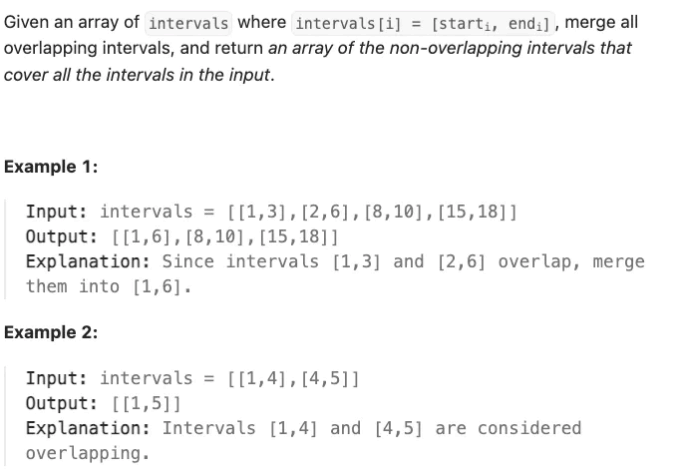 Given an array of intervals where intervals[i] = [startᵢ, endᵢ], merge all
overlapping intervals, and return an array of the non-overlapping intervals that
cover all the intervals in the input.
Example 1:
Input: intervals = [[1,3],[2,6],[8,10],[15,18]]
Output: [[1,6],[8,10],[15,18]]
Explanation: Since intervals [1,3] and [2,6] overlap, merge
them into [1,6].
Example 2:
Input: intervals = [[1,4],[4,5]]
Output: [[1,5]]
Explanation: Intervals [1,4] and [4,5] are considered
overlapping.